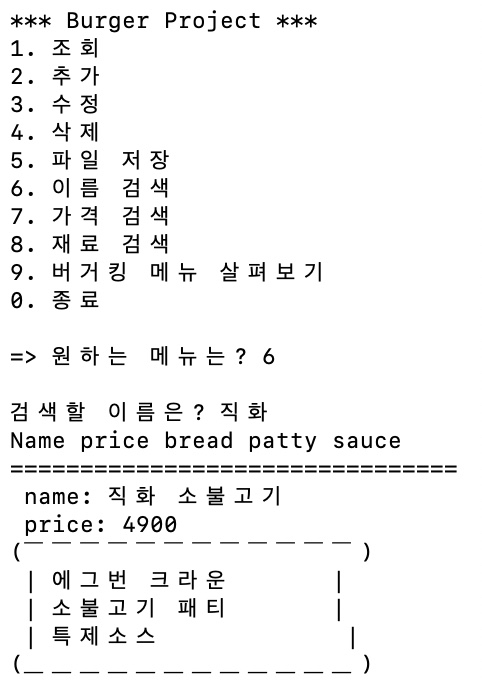 *** Burger Project ***
1. 조회
2. 추가
3. 수정
4. 삭제
5. 파일 저장
6. 이름 검색
7. 가격 검색
8. 재료 검색
9. 버거킹 메뉴 살펴보기
0. 종료
=> 원하는 메뉴는? 6
검색할 이름은? 직화
Name price bread patty sauce
================================
name: 직화 소불고기
price: 4900
(￣￣￣￣￣￣￣￣￣￣￣￣)
| 에그번 크라운 |
| 소불고기 패티 |
| 특제소스 |
(＿＿＿＿＿＿＿＿＿＿＿＿)